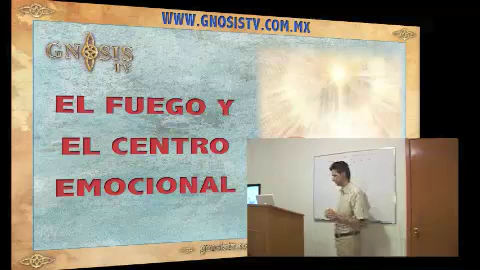 WWW.GNOSISTV.COM.MX
GNOSIS
TV
EL FUEGO Y
EL CENTRO
EMOCIONAL